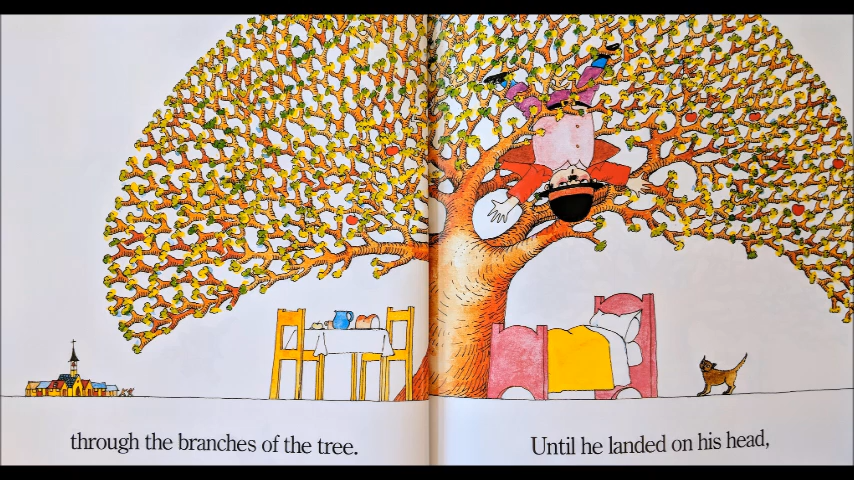 through the branches of the tree.
Until he landed on his head,